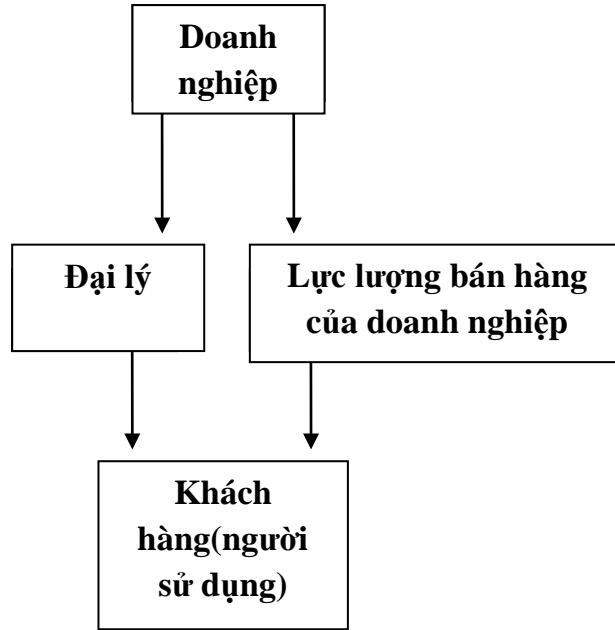 Doanh
nghiệp
Đại lý
Lực lượng bán hàng
của doanh nghiệp
Khách
hàng(người
sử dụng)